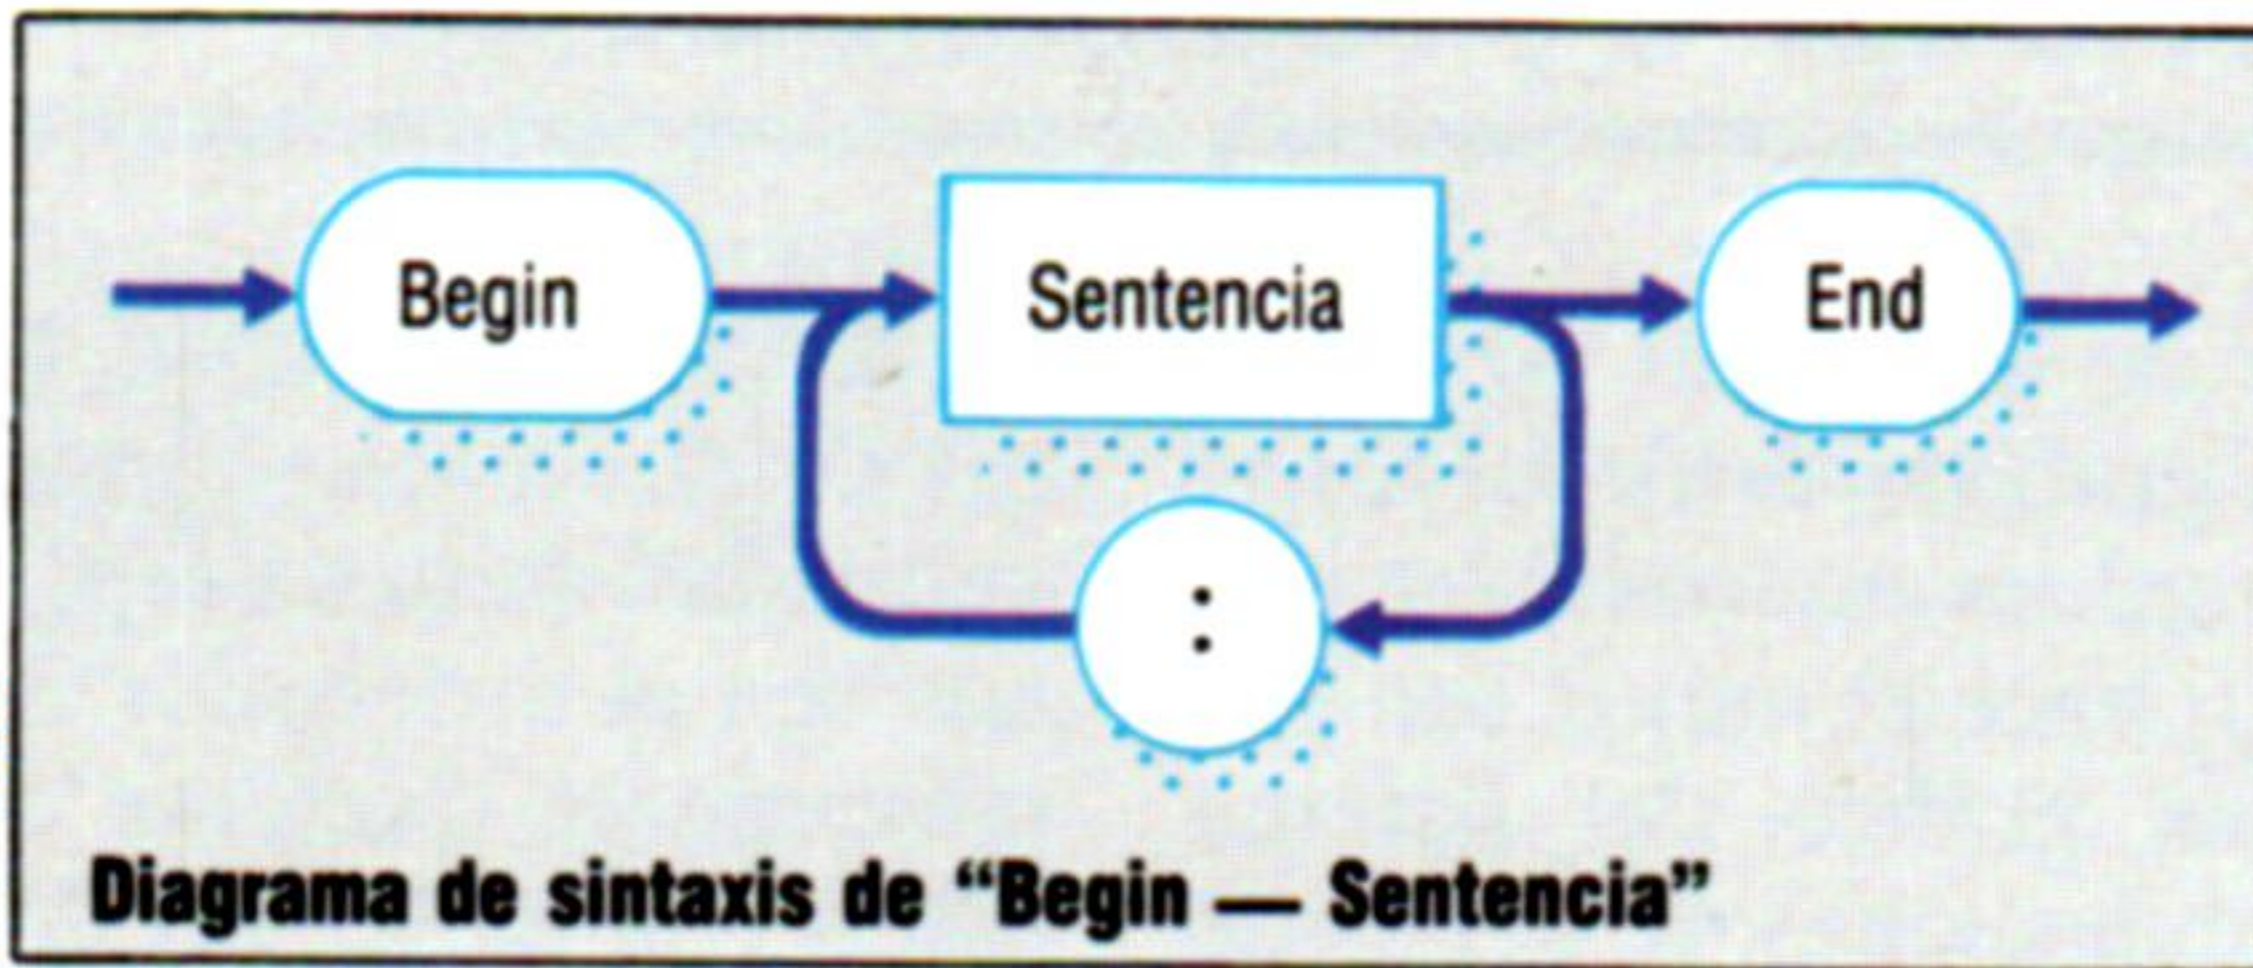 Begin
Sentencia
End
:
Diagrama de sintaxis de “Begin — Sentencia”